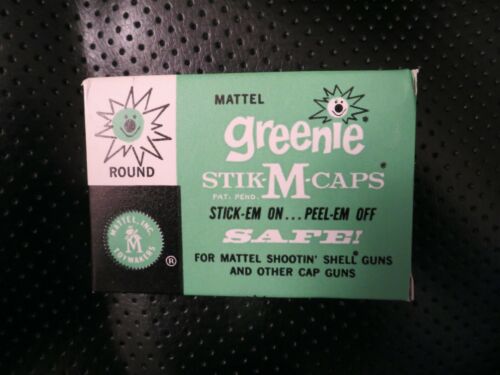 ROUND
MATTEL, INC.
M
TOYMAKERS
®
MATTEL
greenie®
STIK-M-CAPS®
PAT. PEND.
STICK-EM ON...PEEL-EM OFF
SAFE!
FOR MATTEL SHOOTIN' SHELL® GUNS
AND OTHER CAP GUNS